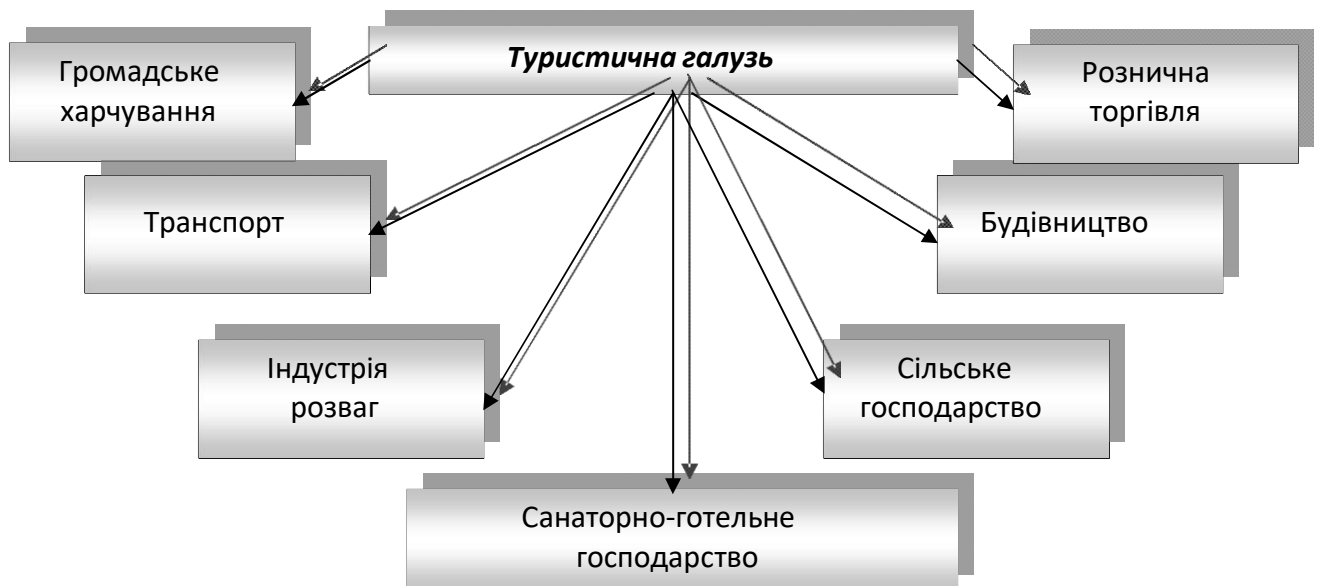 Туристична галузь
Громадське
харчування
Рознична
торгівля
Транспорт
Будівництво
Індустрія
розваг
Сільське
господарство
Санаторно-готельне
господарство